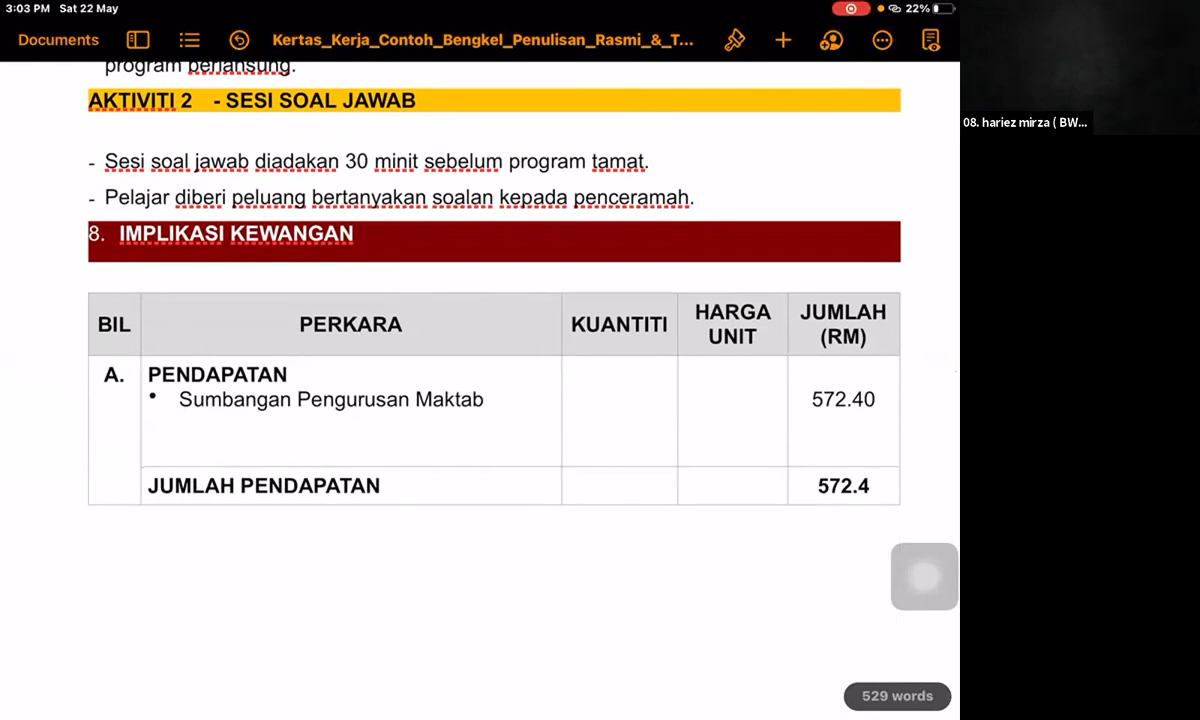 3:03 PM Sat 22 May
22%
Documents
Kertas_Kerja_Contoh_Bengkel_Penulisan_Rasmi_&_T...
08. hariez mirza ( BW...
program berlansung.
AKTIVITI 2 - SESI SOAL JAWAB
- Sesi soal jawab diadakan 30 minit sebelum program tamat.
- Pelajar diberi peluang bertanyakan soalan kepada penceramah.
8. IMPLIKASI KEWANGAN
BIL PERKARA KUANTITI HARGA UNIT JUMLAH (RM)
A. PENDAPATAN
• Sumbangan Pengurusan Maktab 572.40
JUMLAH PENDAPATAN 572.4
529 words